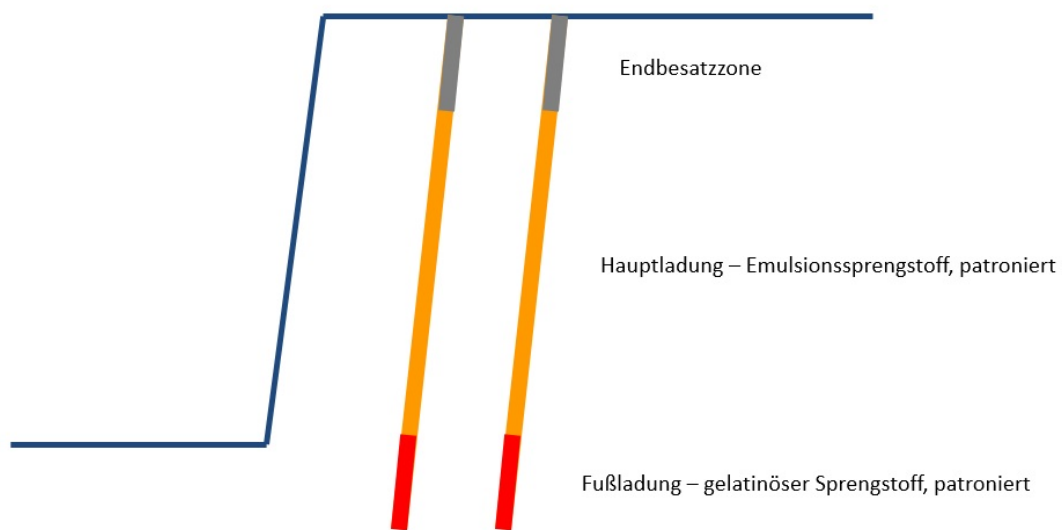 Endbesatzzone
Hauptladung – Emulsionssprengstoff, patroniert
Fußladung – gelatinöser Sprengstoff, patroniert